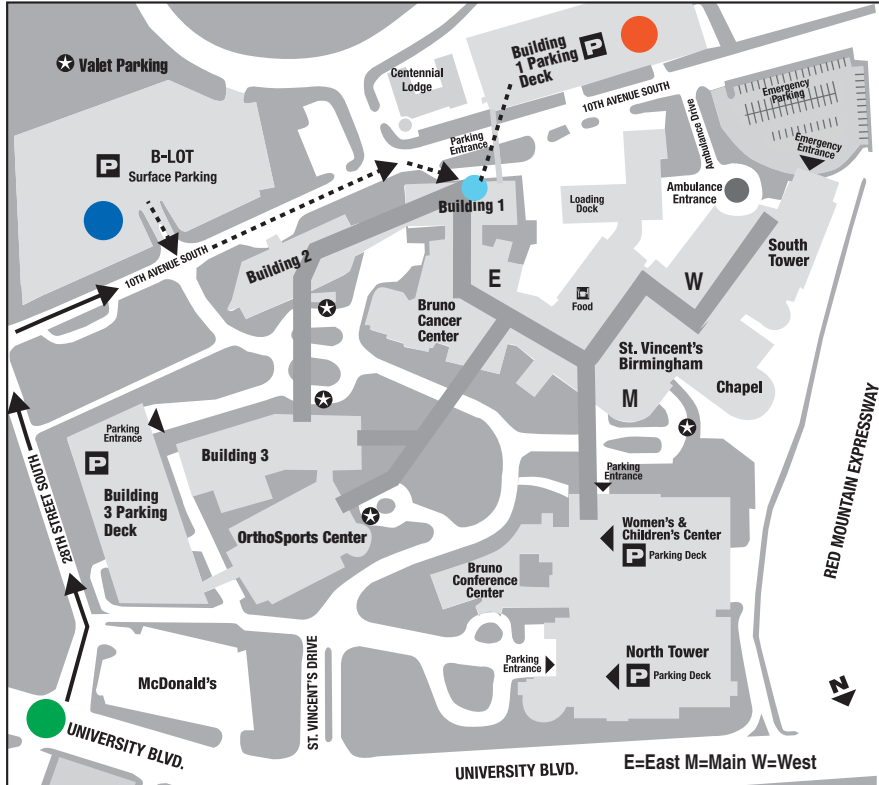 Valet Parking
Centennial
Lodge
Building
1 Parking
Deck
P
10TH AVENUE SOUTH
Emergency
Parking
Emergency
Entrance
Ambulance Drive
Parking
Entrance
P
B-LOT
Surface Parking
Ambulance
Entrance
Loading
Dock
Building 1
South
Tower
10TH AVENUE SOUTH
Building 2
E
W
Food
Bruno
Cancer
Center
St. Vincent's
Birmingham
Chapel
M
Parking
Entrance
P
Building
3 Parking
Deck
Building 3
28TH STREET SOUTH
Parking
Entrance
OrthoSports Center
Women's &
Children's Center
P Parking Deck
Bruno
Conference
Center
RED MOUNTAIN EXPRESSWAY
North Tower
P Parking Deck
Parking
Entrance
McDonald's
ST. VINCENT'S DRIVE
N
UNIVERSITY BLVD.
UNIVERSITY BLVD.
E=East M=Main W=West